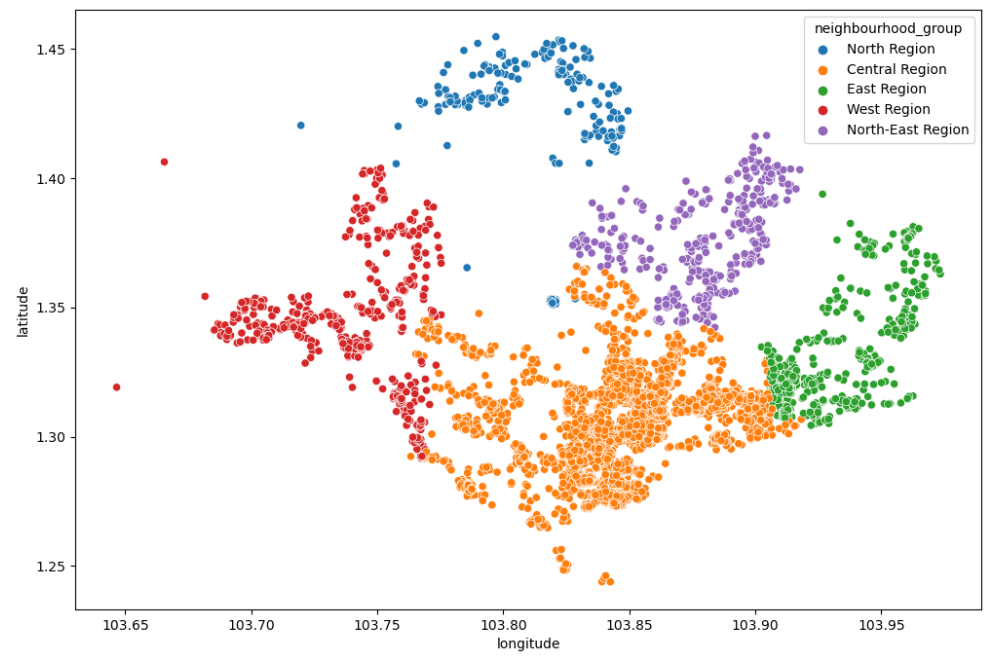 neighbourhood_group
North Region
Central Region
East Region
West Region
North-East Region
latitude
1.45
1.40
1.35
1.30
1.25
103.65 103.70 103.75 103.80 103.85 103.90 103.95
longitude